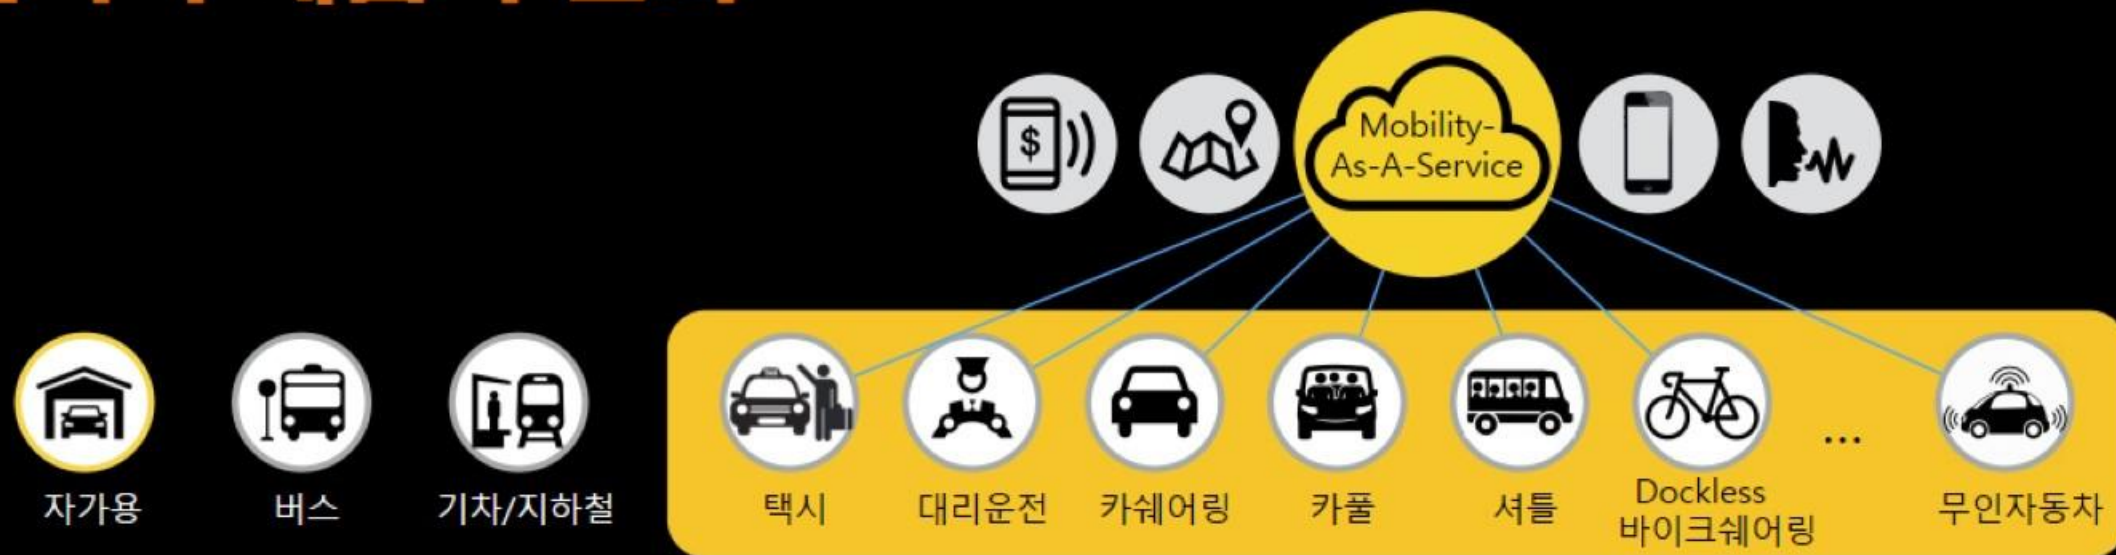 $
Mobility-
As-A-Service
자가용
버스
기차/지하철
택시
대리운전
카쉐어링
카풀
셔틀
Dockless
바이크쉐어링
...
무인자동차